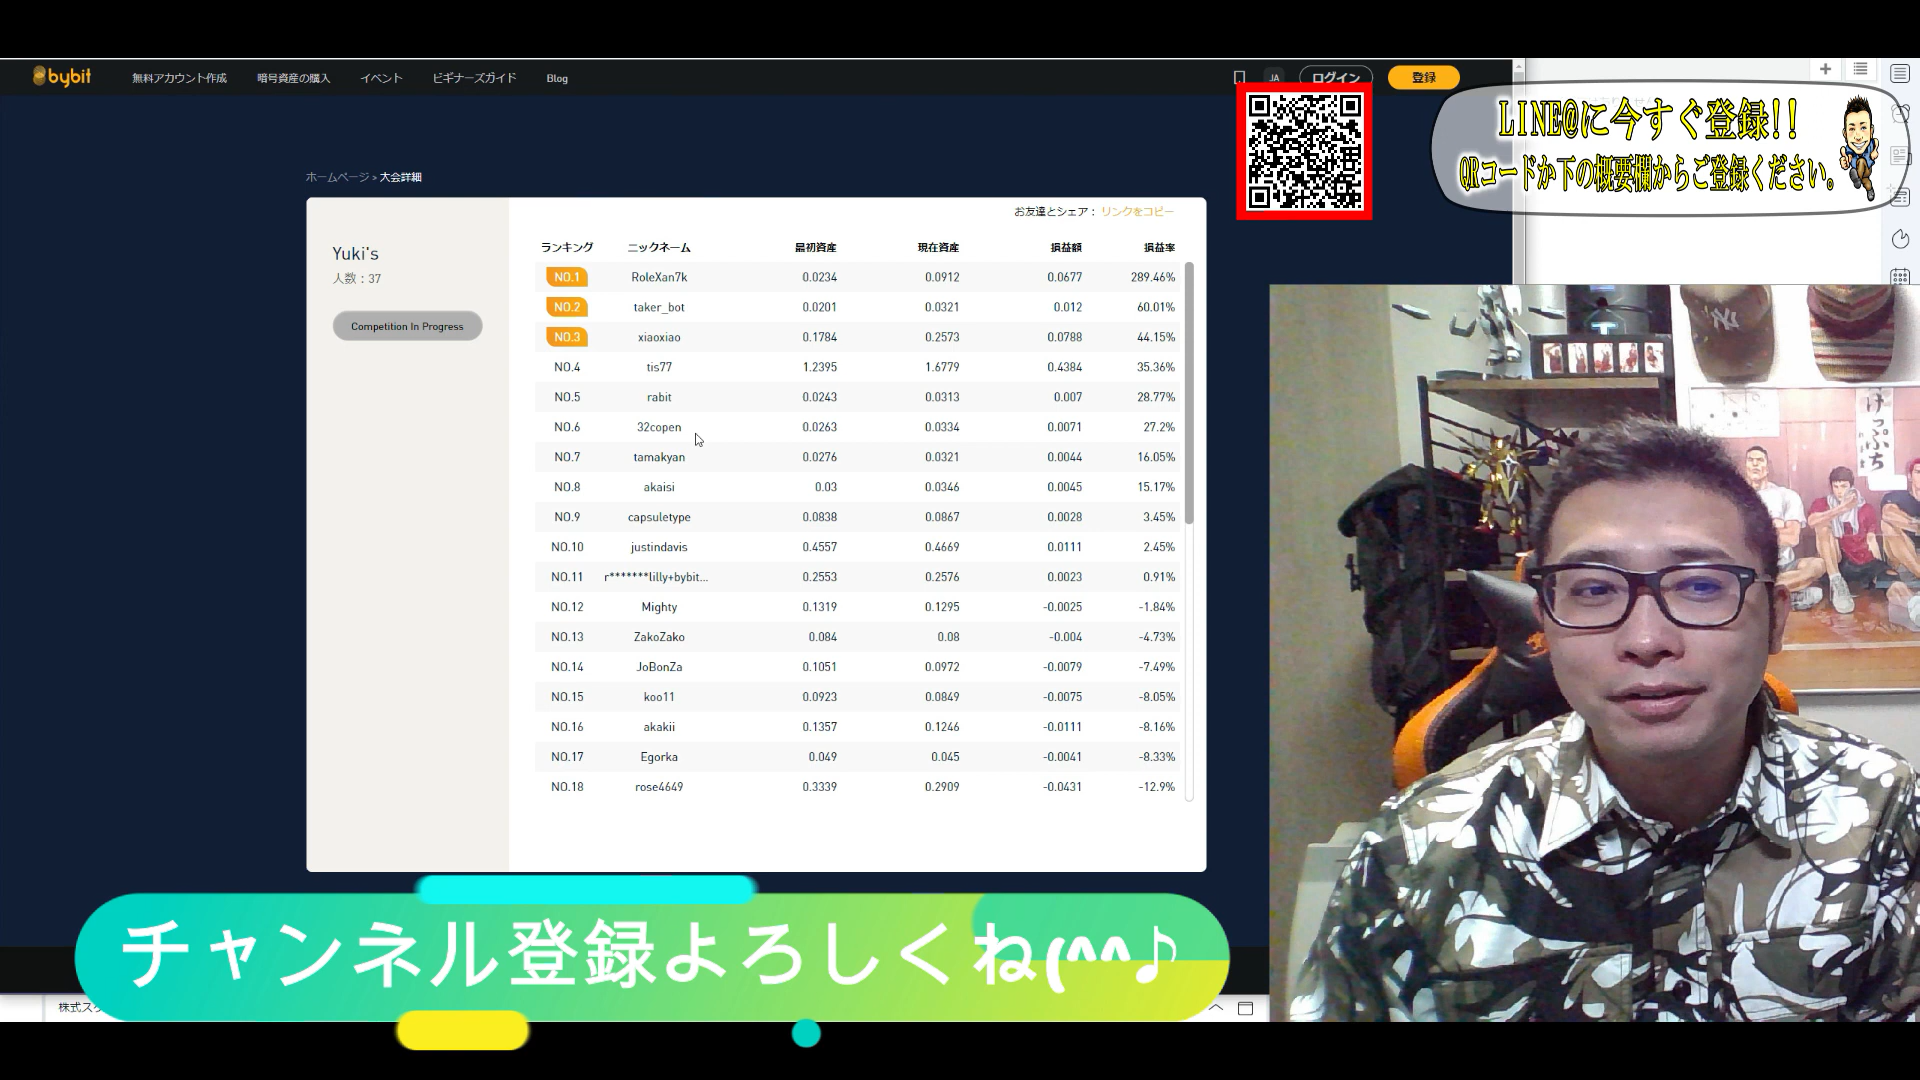 bybit 無料アカウント作成 暗号資産の購入 イベント ビギナーズガイド Blog JA ログイン 登録
LINE@に今すぐ登録!!
QRコードか下の概要欄からご登録ください。
ホームページ > 大会詳細
お友達とシェア： リンクをコピー
Yuki's
人数：37
Competition In Progress
ランキング ニックネーム 最初資産 現在資産 損益額 損益率
NO.1 RoleXan7k 0.0234 0.0912 0.0677 289.46%
NO.2 taker_bot 0.0201 0.0321 0.012 60.01%
NO.3 xiaoxiao 0.1784 0.2573 0.0788 44.15%
NO.4 tis77 1.2395 1.6779 0.4384 35.36%
NO.5 rabit 0.0243 0.0313 0.007 28.77%
NO.6 32copen 0.0263 0.0334 0.0071 27.2%
NO.7 tamakyan 0.0276 0.0321 0.0044 16.05%
NO.8 akaisi 0.03 0.0346 0.0045 15.17%
NO.9 capsuletype 0.0838 0.0867 0.0028 3.45%
NO.10 justindavis 0.4557 0.4669 0.0111 2.45%
NO.11 r*******lilly+bybit... 0.2553 0.2576 0.0023 0.91%
NO.12 Mighty 0.1319 0.1295 -0.0025 -1.84%
NO.13 ZakoZako 0.084 0.08 -0.004 -4.73%
NO.14 JoBonZa 0.1051 0.0972 -0.0079 -7.49%
NO.15 koo11 0.0923 0.0849 -0.0075 -8.05%
NO.16 akakii 0.1357 0.1246 -0.0111 -8.16%
NO.17 Egorka 0.049 0.045 -0.0041 -8.33%
NO.18 rose4649 0.3339 0.2909 -0.0431 -12.9%
けっぷち
チャンネル登録よろしくね(^^♪
株式ス